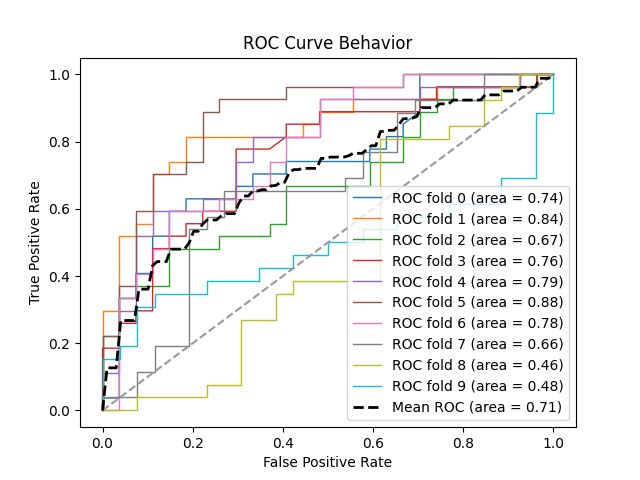 ROC Curve Behavior
True Positive Rate
1.0
0.8
0.6
0.4
0.2
0.0
ROC fold 0 (area = 0.74)
ROC fold 1 (area = 0.84)
ROC fold 2 (area = 0.67)
ROC fold 3 (area = 0.76)
ROC fold 4 (area = 0.79)
ROC fold 5 (area = 0.88)
ROC fold 6 (area = 0.78)
ROC fold 7 (area = 0.66)
ROC fold 8 (area = 0.46)
ROC fold 9 (area = 0.48)
Mean ROC (area = 0.71)
0.0 0.2 0.4 0.6 0.8 1.0
False Positive Rate